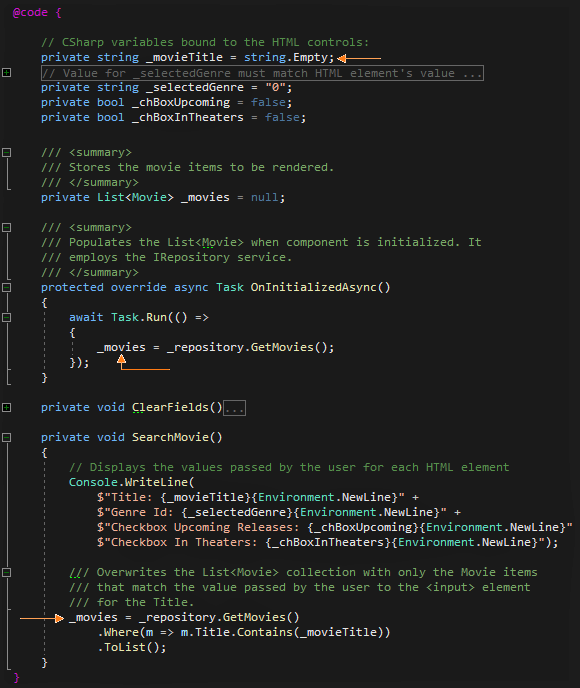 @code {
// CSharp variables bound to the HTML controls:
private string _movieTitle = string.Empty;
// Value for _selectedGenre must match HTML element's value ...
private string _selectedGenre = "0";
private bool _chBoxUpcoming = false;
private bool _chBoxInTheaters = false;
/// <summary>
/// Stores the movie items to be rendered.
/// </summary>
private List<Movie> _movies = null;
/// <summary>
/// Populates the List<Movie> when component is initialized. It
/// employs the IRepository service.
/// </summary>
protected override async Task OnInitializedAsync()
{
await Task.Run(() =>
{
_movies = _repository.GetMovies();
});
}
private void ClearFields()...
private void SearchMovie()
{
// Displays the values passed by the user for each HTML element
Console.WriteLine(
$"Title: {_movieTitle}{Environment.NewLine}" +
$"Genre Id: {_selectedGenre}{Environment.NewLine}" +
$"Checkbox Upcoming Releases: {_chBoxUpcoming}{Environment.NewLine}"
$"Checkbox In Theaters: {_chBoxInTheaters}{Environment.NewLine}");
/// Overwrites the List<Movie> collection with only the Movie items
/// that match the value passed by the user to the <input> element
/// for the Title.
_movies = _repository.GetMovies()
.Where(m => m.Title.Contains(_movieTitle))
.ToList();
}
}